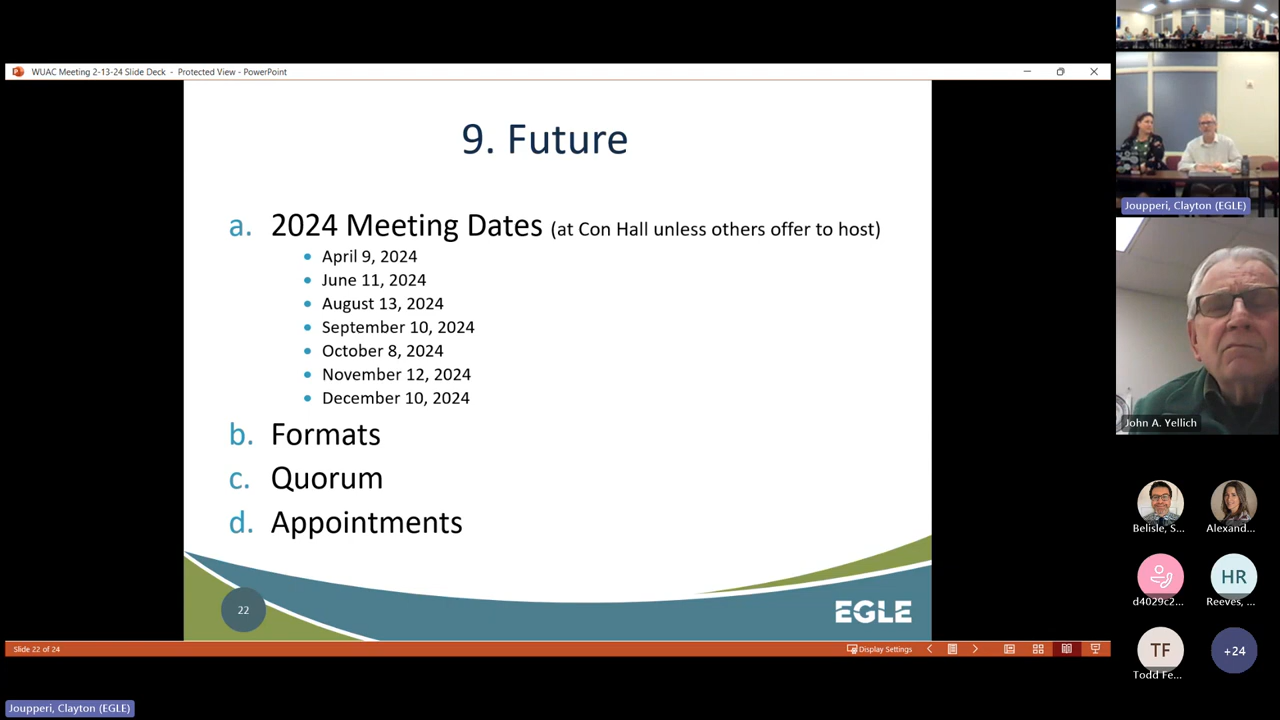 WUAC Meeting 2-13-24 Slide Deck - Protected View - PowerPoint
9. Future
a. 2024 Meeting Dates (at Con Hall unless others offer to host)
• April 9, 2024
• June 11, 2024
• August 13, 2024
• September 10, 2024
• October 8, 2024
• November 12, 2024
• December 10, 2024
b. Formats
c. Quorum
d. Appointments
22
EGLE
Slide 22 of 24
Display Settings
Joupperi, Clayton (EGLE)
Joupperi, Clayton (EGLE)
John A. Yellich
Belisle, S...
Alexand...
d4029c2...
HR
Reeves, ...
TF
Todd Fe...
+24